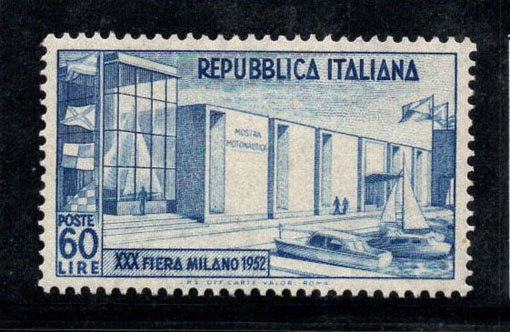 REPUBBLICA ITALIANA
MOSTRA
MOTONAUTICA
POSTE
60
LIRE
XXX FIERA MILANO 1952
I.P.S. OFF. CARTE VALORI - ROMA